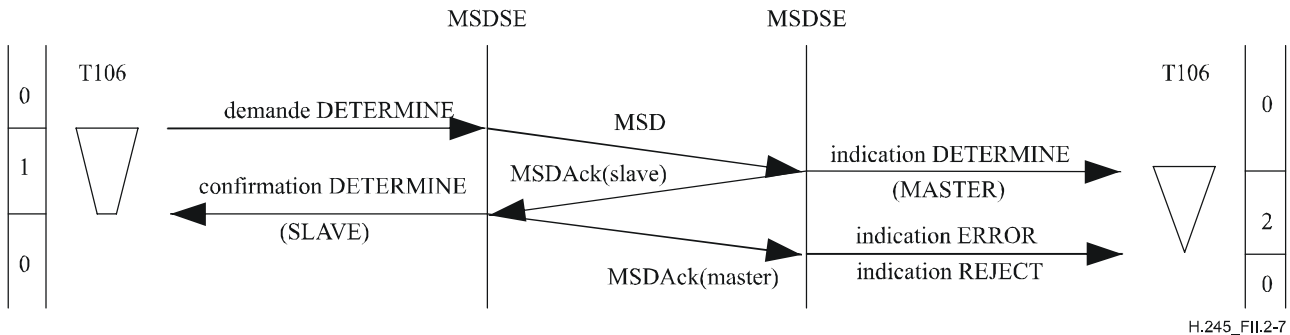 MSDSE MSDSE
T106 T106
0 0
demande DETERMINE
MSD
1
indication DETERMINE
MSDAck(slave)
confirmation DETERMINE
(MASTER)
(SLAVE)
2
indication ERROR
0
MSDAck(master)
indication REJECT
0
H.245_FII.2-7